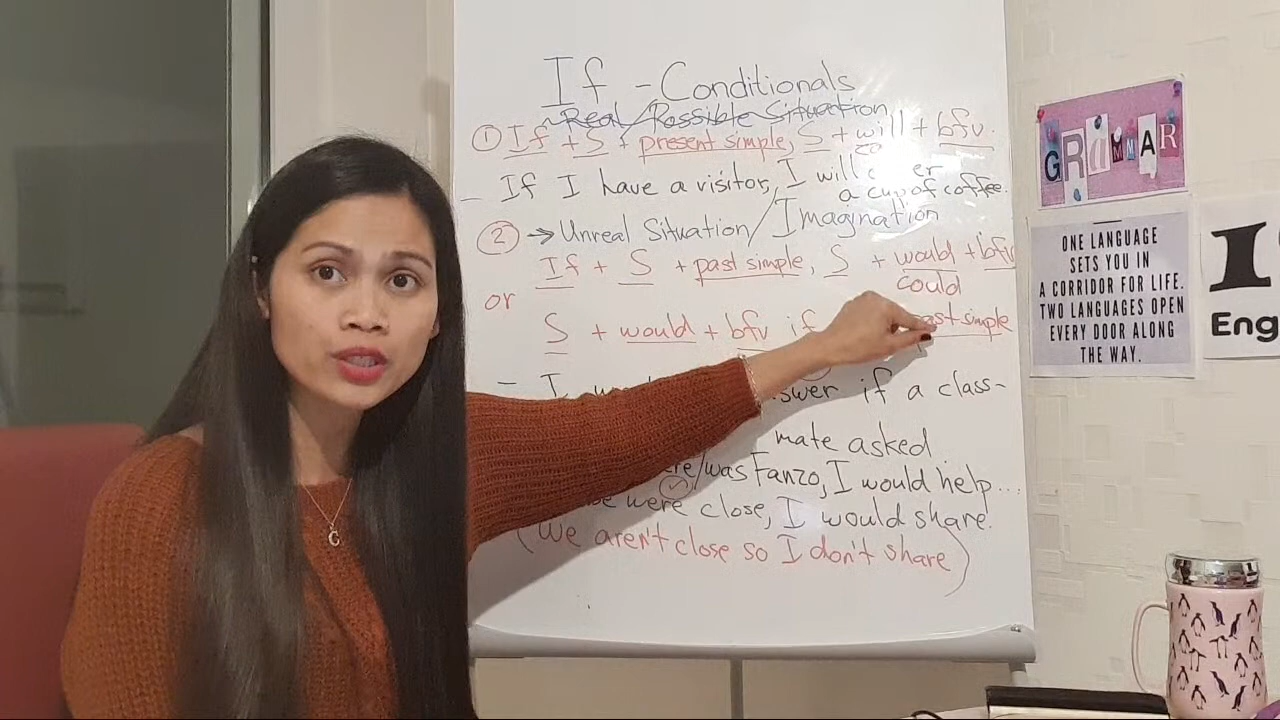 If - Conditionals
Real/Possible Situation
① If + S + present simple, S + will + bfv.
- If I have a visitor, I will er
a cup of coffee.
② → Unreal Situation/Imagination
If + S + past simple, S + would + bfv
could
or
S + would + bfv if past simple
- I answer if a class-
mate asked
/was Fanzo, I would help...
were close, I would share.
(We aren't close so I don't share)
GRaMMAR
ONE LANGUAGE
SETS YOU IN
A CORRIDOR FOR LIFE.
TWO LANGUAGES OPEN
EVERY DOOR ALONG
THE WAY.
I
Eng
G